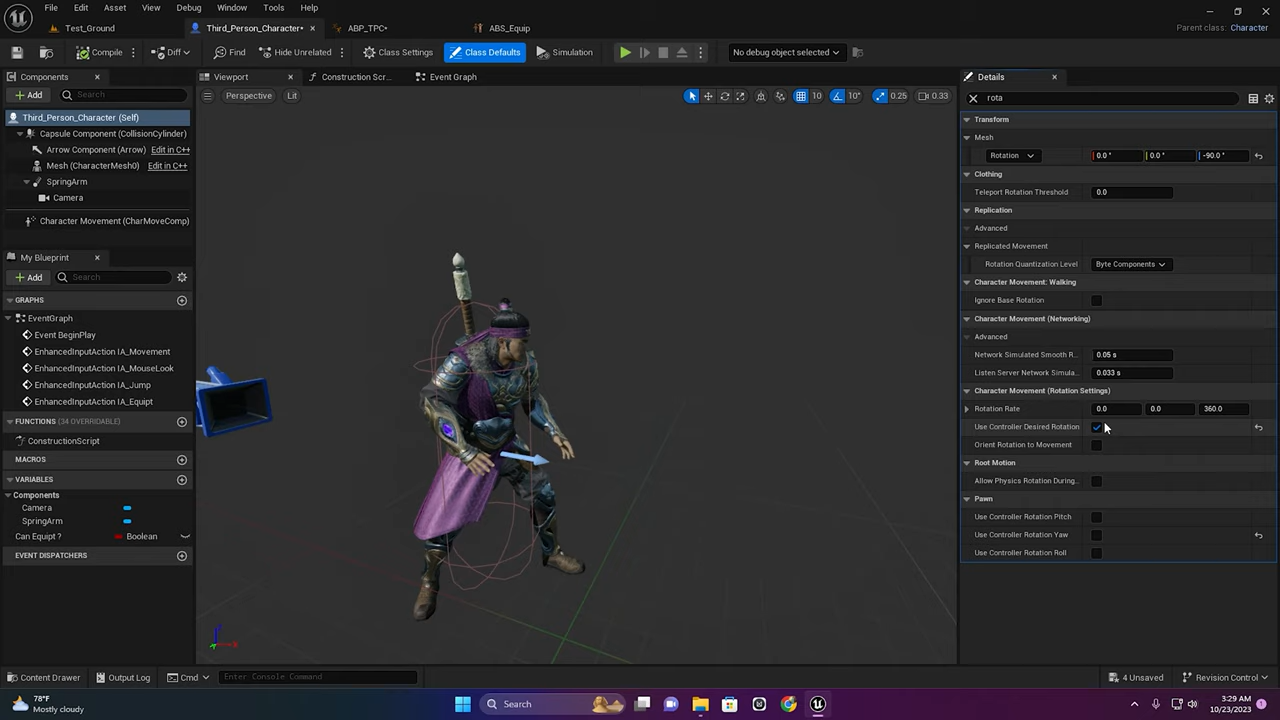 File Edit Asset View Debug Window Tools Help
Test_Ground
Third_Person_Character*
ABP_TPC*
ABS_Equip
Parent class: Character
Compile
Diff
Find
Hide Unrelated
Class Settings
Class Defaults
Simulation
No debug object selected
Components
Viewport
Construction Scr...
Event Graph
Details
Add
Search
Perspective
Lit
10
10°
0.25
0.33
rota
Third_Person_Character (Self)
Capsule Component (CollisionCylinder)
Arrow Component (Arrow) Edit in C++
Mesh (CharacterMesh0) Edit in C++
SpringArm
Camera
Character Movement (CharMoveComp)
My Blueprint
Add
Search
GRAPHS
EventGraph
Event BeginPlay
EnhancedInputAction IA_Movement
EnhancedInputAction IA_MouseLook
EnhancedInputAction IA_Jump
EnhancedInputAction IA_Equipt
FUNCTIONS (34 OVERRIDABLE)
ConstructionScript
MACROS
VARIABLES
Components
Camera
SpringArm
Can Equipt ? Boolean
EVENT DISPATCHERS
Transform
Mesh
Rotation 0.0 ° 0.0 ° -90.0 °
Clothing
Teleport Rotation Threshold 0.0
Replication
Advanced
Replicated Movement
Rotation Quantization Level Byte Components
Character Movement: Walking
Ignore Base Rotation
Character Movement (Networking)
Advanced
Network Simulated Smooth R... 0.05 s
Listen Server Network Simula... 0.033 s
Character Movement (Rotation Settings)
Rotation Rate 0.0 0.0 360.0
Use Controller Desired Rotation
Orient Rotation to Movement
Root Motion
Allow Physics Rotation During...
Pawn
Use Controller Rotation Pitch
Use Controller Rotation Yaw
Use Controller Rotation Roll
Content Drawer
Output Log
Cmd
Enter Console Command
4 Unsaved
Revision Control
78°F
Mostly cloudy
Search
3:29 AM
10/23/2023